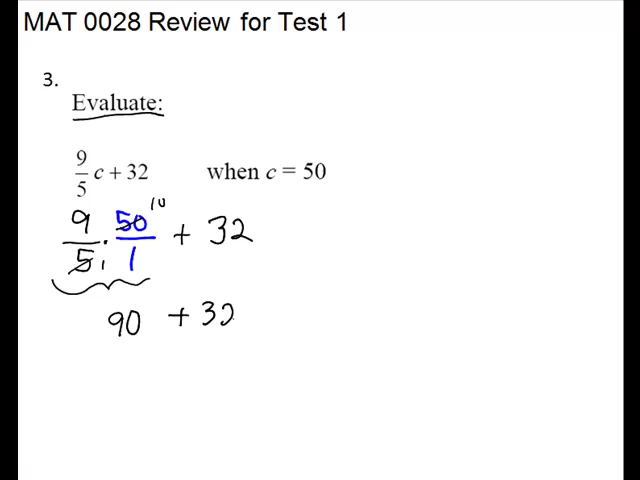 MAT 0028 Review for Test 1
3.
Evaluate:
9/5 c + 32 when c = 50
9/5 · 50/1 + 32
10
1
90 + 32